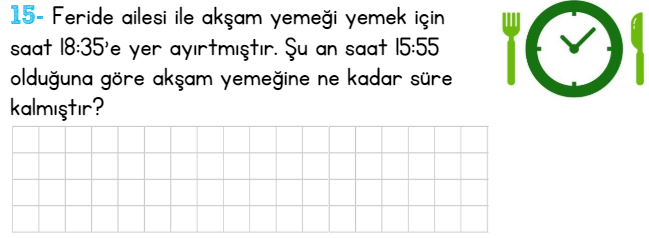 15- Feride ailesi ile akşam yemeği yemek için
saat 18:35'e yer ayırtmıştır. Şu an saat 15:55
olduğuna göre akşam yemeğine ne kadar süre
kalmıştır?